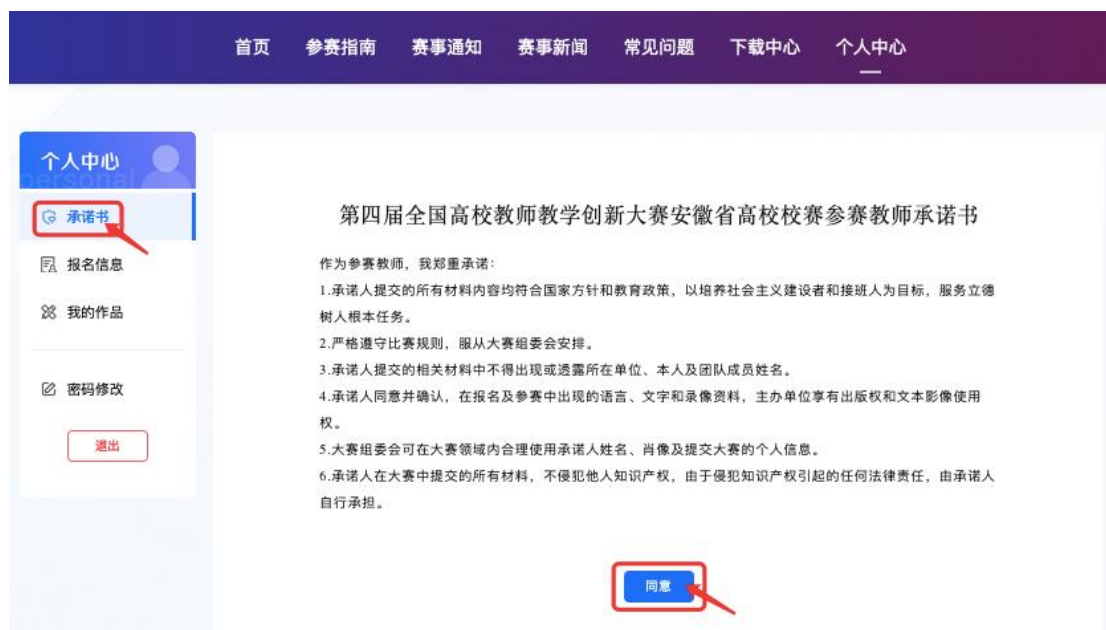 首页 参赛指南 赛事通知 赛事新闻 常见问题 下载中心 个人中心
个人中心
personal
承诺书
报名信息
我的作品
密码修改
退出
第四届全国高校教师教学创新大赛安徽省高校校赛参赛教师承诺书
作为参赛教师，我郑重承诺：
1.承诺人提交的所有材料内容均符合国家方针和教育政策，以培养社会主义建设者和接班人为目标，服务立德
树人根本任务。
2.严格遵守比赛规则，服从大赛组委会安排。
3.承诺人提交的相关材料中不得出现或透露所在单位、本人及团队成员姓名。
4.承诺人同意并确认，在报名及参赛中出现的语言、文字和录像资料，主办单位享有出版权和文本影像使用
权。
5.大赛组委会可在大赛领域内合理使用承诺人姓名、肖像及提交大赛的个人信息。
6.承诺人在大赛中提交的所有材料，不侵犯他人知识产权，由于侵犯知识产权引起的任何法律责任，由承诺人
自行承担。
同意